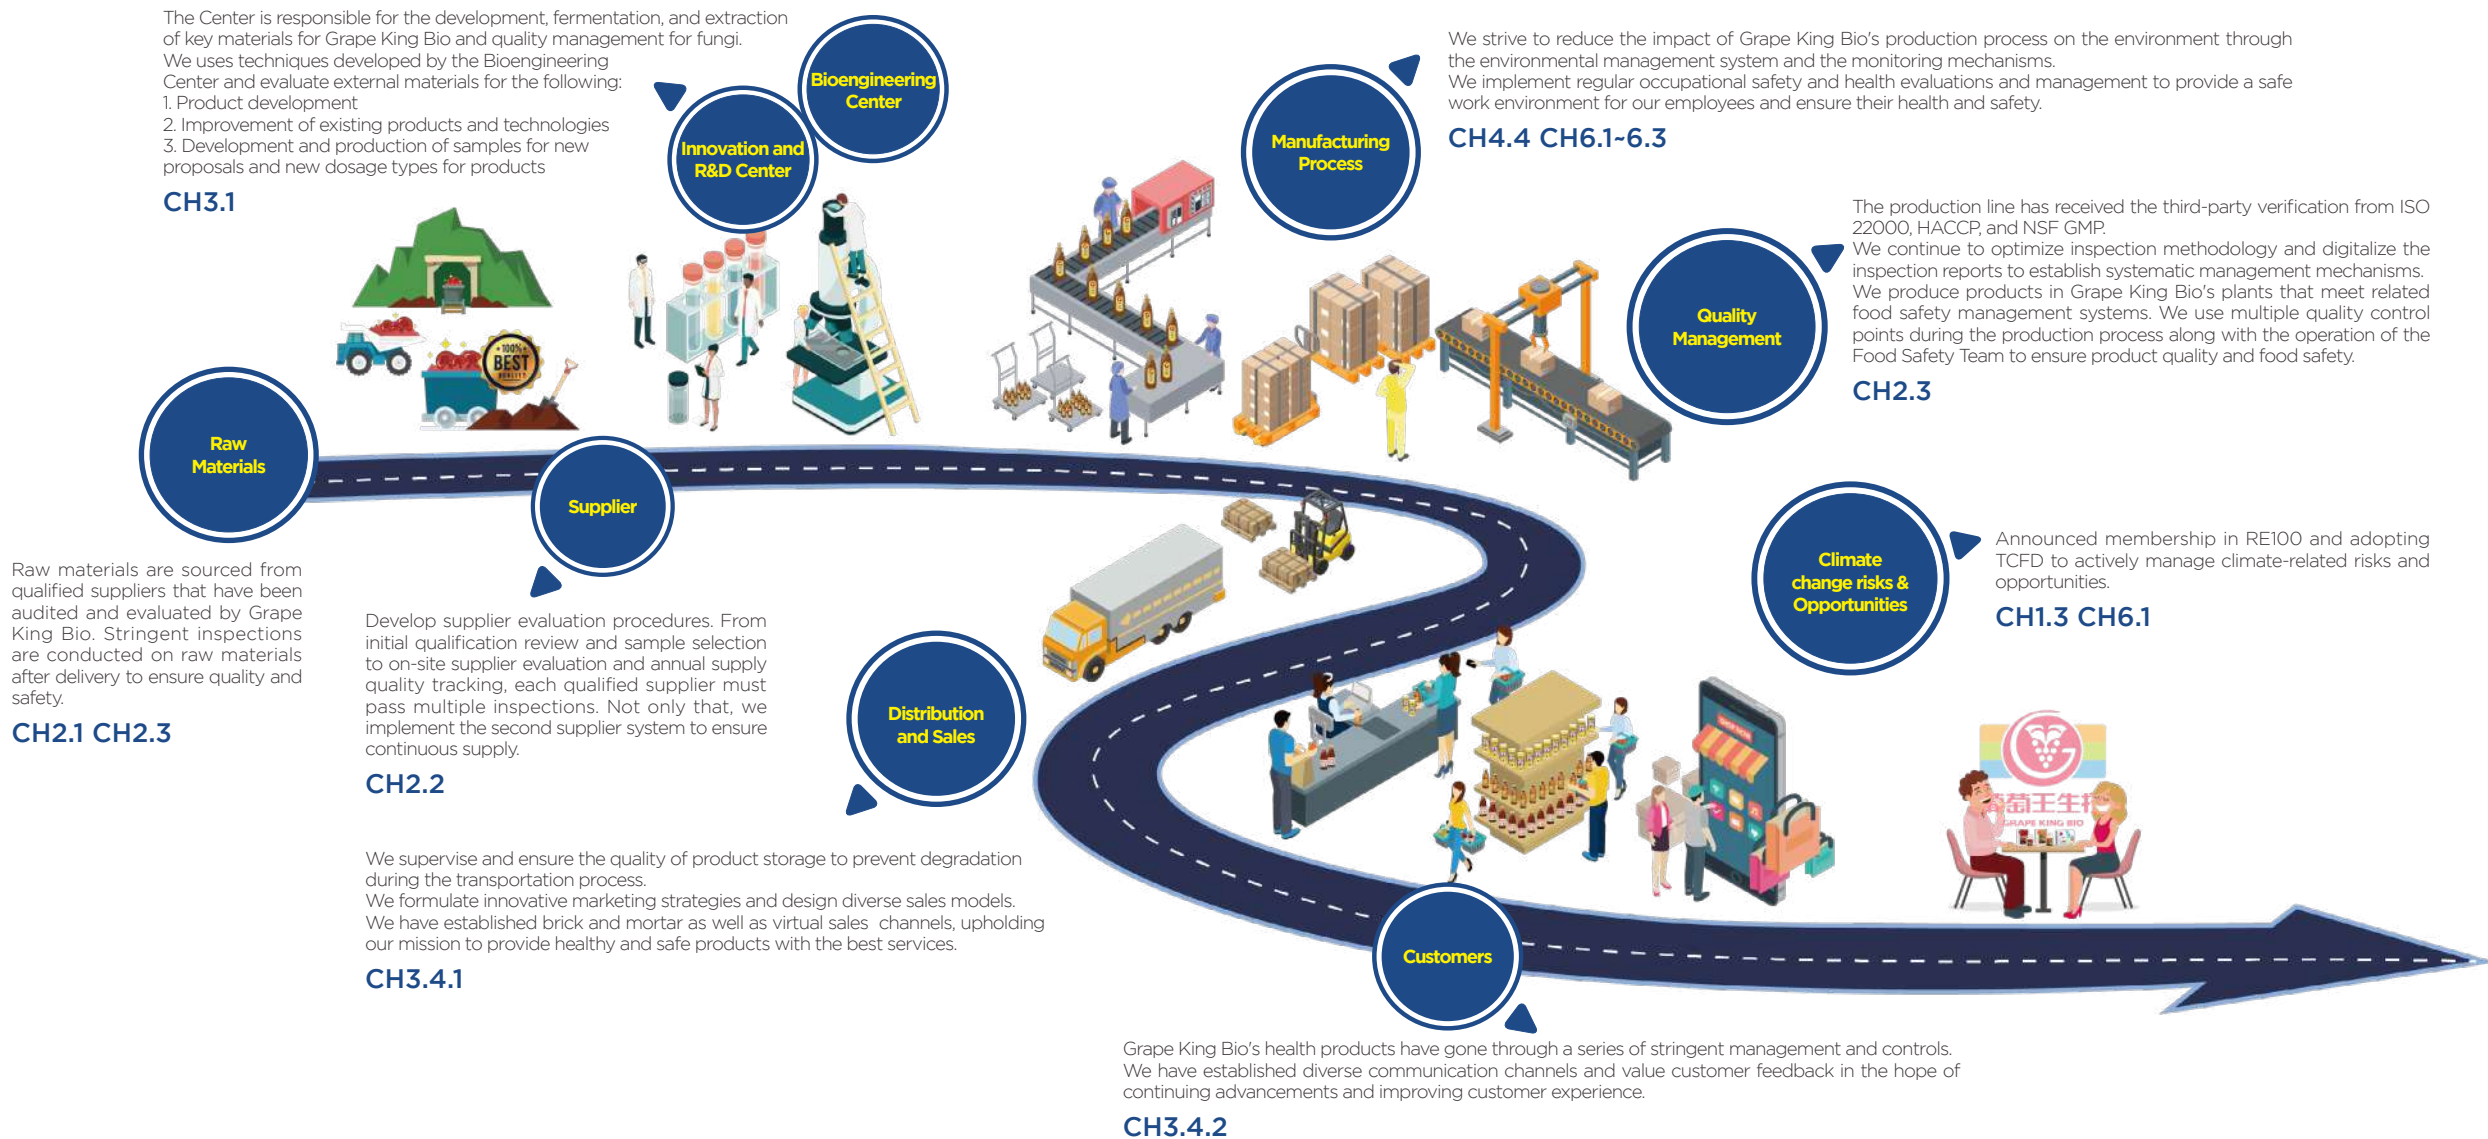 The Center is responsible for the development, fermentation, and extraction
of key materials for Grape King Bio and quality management for fungi.
We uses techniques developed by the Bioengineering
Center and evaluate external materials for the following:
1. Product development
2. Improvement of existing products and technologies
3. Development and production of samples for new
proposals and new dosage types for products
CH3.1
Bioengineering
Center
Innovation and
R&D Center
Manufacturing
Process
We strive to reduce the impact of Grape King Bio's production process on the environment through
the environmental management system and the monitoring mechanisms.
We implement regular occupational safety and health evaluations and management to provide a safe
work environment for our employees and ensure their health and safety.
CH4.4 CH6.1~6.3
Quality
Management
The production line has received the third-party verification from ISO
22000, HACCP, and NSF GMP.
We continue to optimize inspection methodology and digitalize the
inspection reports to establish systematic management mechanisms.
We produce products in Grape King Bio's plants that meet related
food safety management systems. We use multiple quality control
points during the production process along with the operation of the
Food Safety Team to ensure product quality and food safety.
CH2.3
100%
BEST
QUALITY
Raw
Materials
Raw materials are sourced from
qualified suppliers that have been
audited and evaluated by Grape
King Bio. Stringent inspections
are conducted on raw materials
after delivery to ensure quality and
safety.
CH2.1 CH2.3
Supplier
Develop supplier evaluation procedures. From
initial qualification review and sample selection
to on-site supplier evaluation and annual supply
quality tracking, each qualified supplier must
pass multiple inspections. Not only that, we
implement the second supplier system to ensure
continuous supply.
CH2.2
Climate
change risks &
Opportunities
Announced membership in RE100 and adopting
TCFD to actively manage climate-related risks and
opportunities.
CH1.3 CH6.1
Distribution
and Sales
We supervise and ensure the quality of product storage to prevent degradation
during the transportation process.
We formulate innovative marketing strategies and design diverse sales models.
We have established brick and mortar as well as virtual sales channels, upholding
our mission to provide healthy and safe products with the best services.
CH3.4.1
葡萄王生技
GRAPE KING BIO
Customers
Grape King Bio's health products have gone through a series of stringent management and controls.
We have established diverse communication channels and value customer feedback in the hope of
continuing advancements and improving customer experience.
CH3.4.2